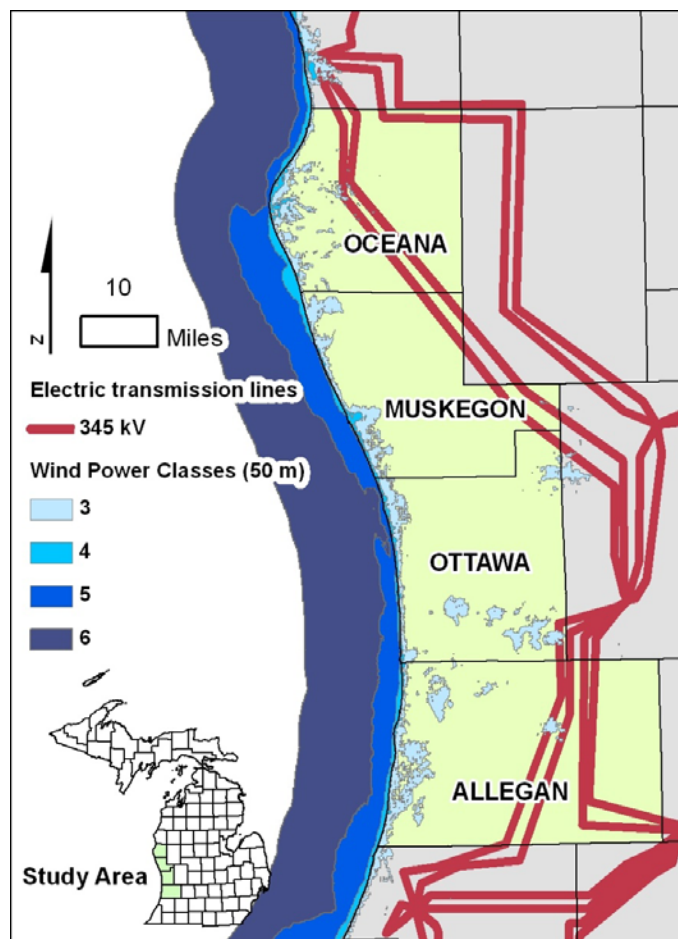 OCEANA
10
Z
Miles
Electric transmission lines
345 kV
MUSKEGON
Wind Power Classes (50 m)
3
4
5
6
OTTAWA
ALLEGAN
Study Area